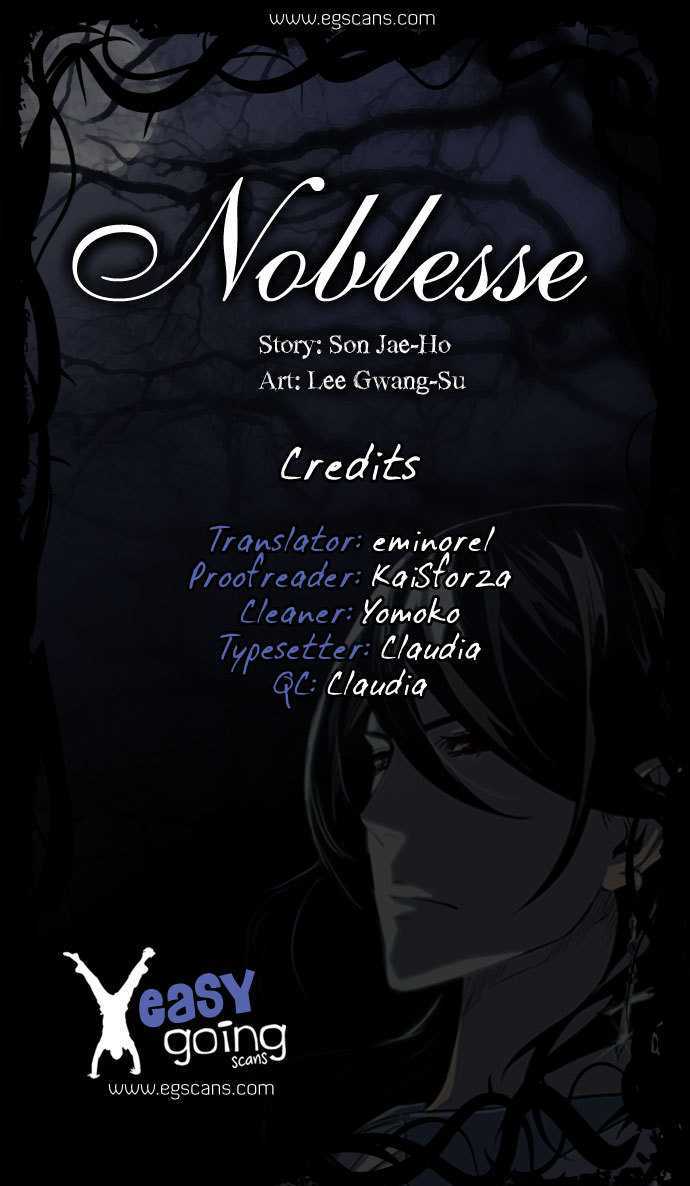 www.egscans.com
Noblesse
Story: Son Jae-Ho
Art: Lee Gwang-Su
Credits
Translator: eminorel
Proofreader: KaiSforza
Cleaner: Yomoko
Typesetter: Claudia
QC: Claudia
easy
going
scans
www.egscans.com